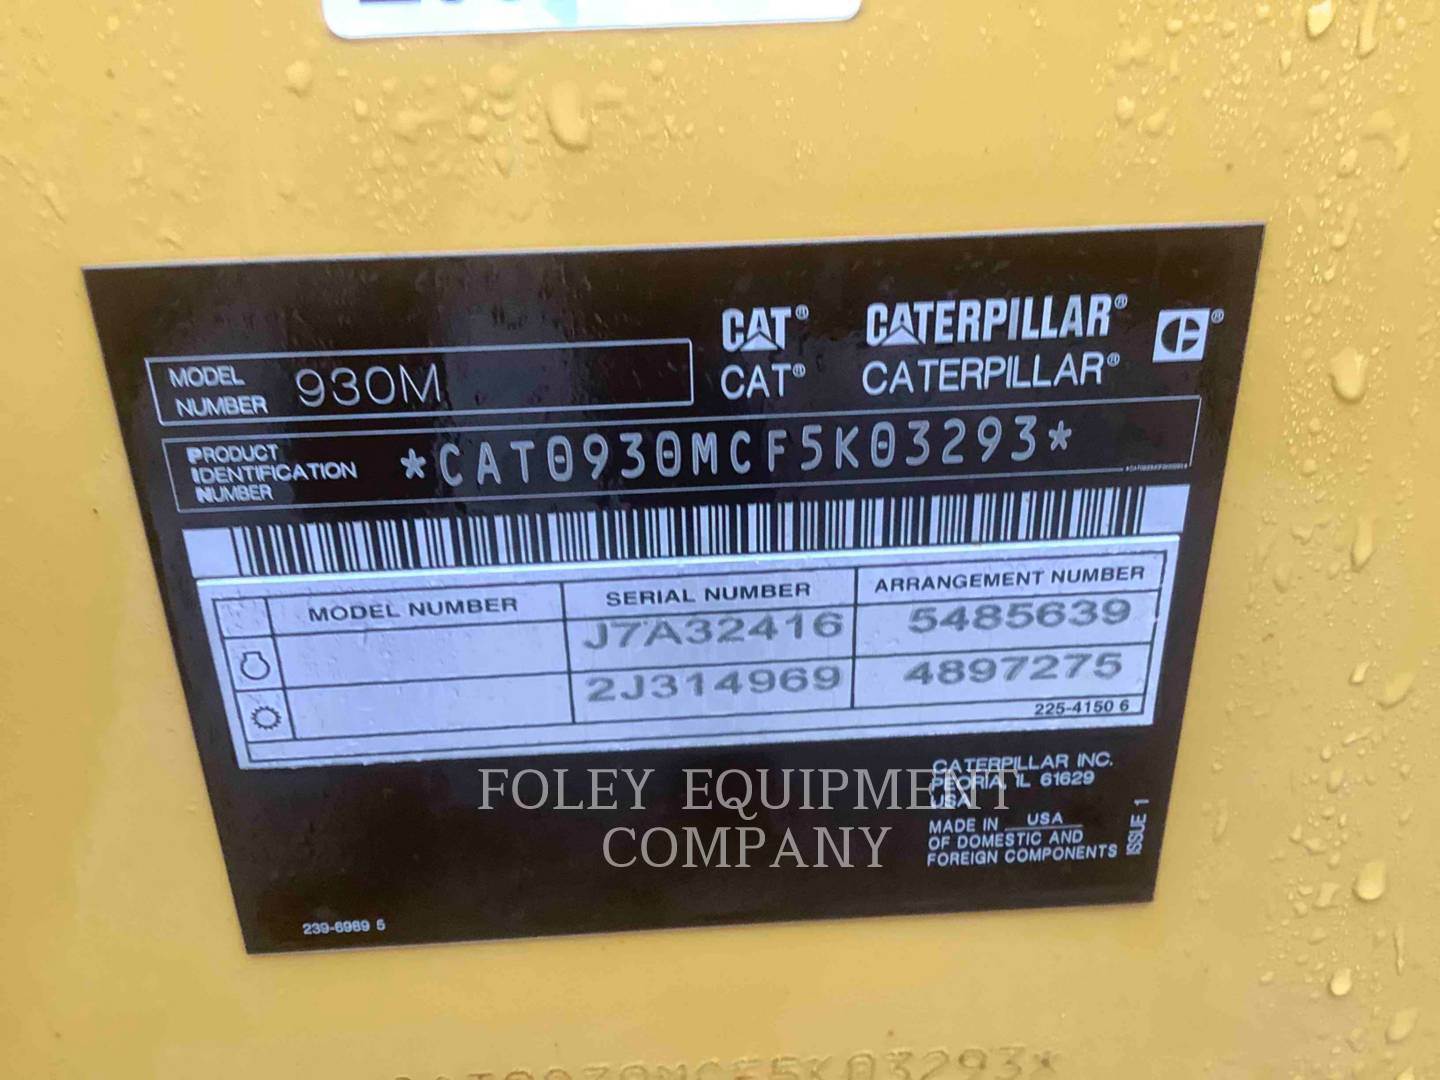 CAT® CATERPILLAR®
CAT® CATERPILLAR®
MODEL NUMBER 930M
PRODUCT IDENTIFICATION NUMBER *CAT0930MCF5K03293*
MODEL NUMBER SERIAL NUMBER ARRANGEMENT NUMBER
J7A32416 5485639
2J314969 4897275
225-4150 6
CATERPILLAR INC.
PEORIA, IL 61629
USA
MADE IN USA
OF DOMESTIC AND
FOREIGN COMPONENTS
ISSUE 1
FOLEY EQUIPMENT
COMPANY
239-6989 5
CAT0930MCF5K03293*